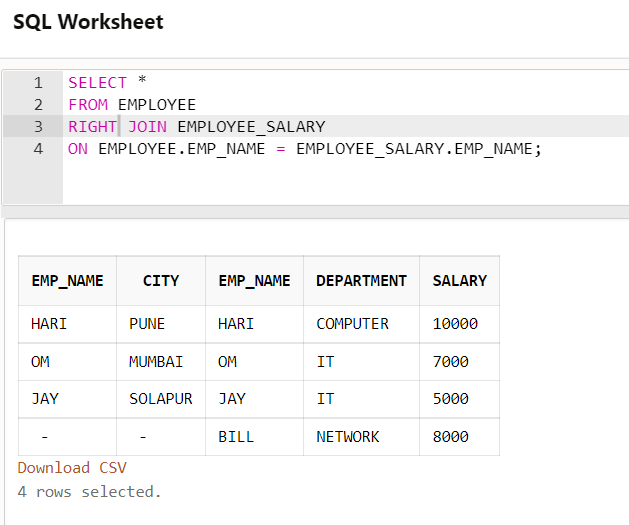 SQL Worksheet
1 SELECT *
2 FROM EMPLOYEE
3 RIGHT JOIN EMPLOYEE_SALARY
4 ON EMPLOYEE.EMP_NAME = EMPLOYEE_SALARY.EMP_NAME;
EMP_NAME CITY EMP_NAME DEPARTMENT SALARY
HARI PUNE HARI COMPUTER 10000
OM MUMBAI OM IT 7000
JAY SOLAPUR JAY IT 5000
- - BILL NETWORK 8000
Download CSV
4 rows selected.